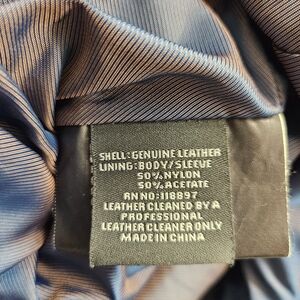 SHELL: GENUINE LEATHER
LINING: BODY/SLEEVE
50% NYLON
50% ACETATE
RN NO: 118897
LEATHER CLEANED BY A
PROFESSIONAL
LEATHER CLEANER ONLY
MADE IN CHINA